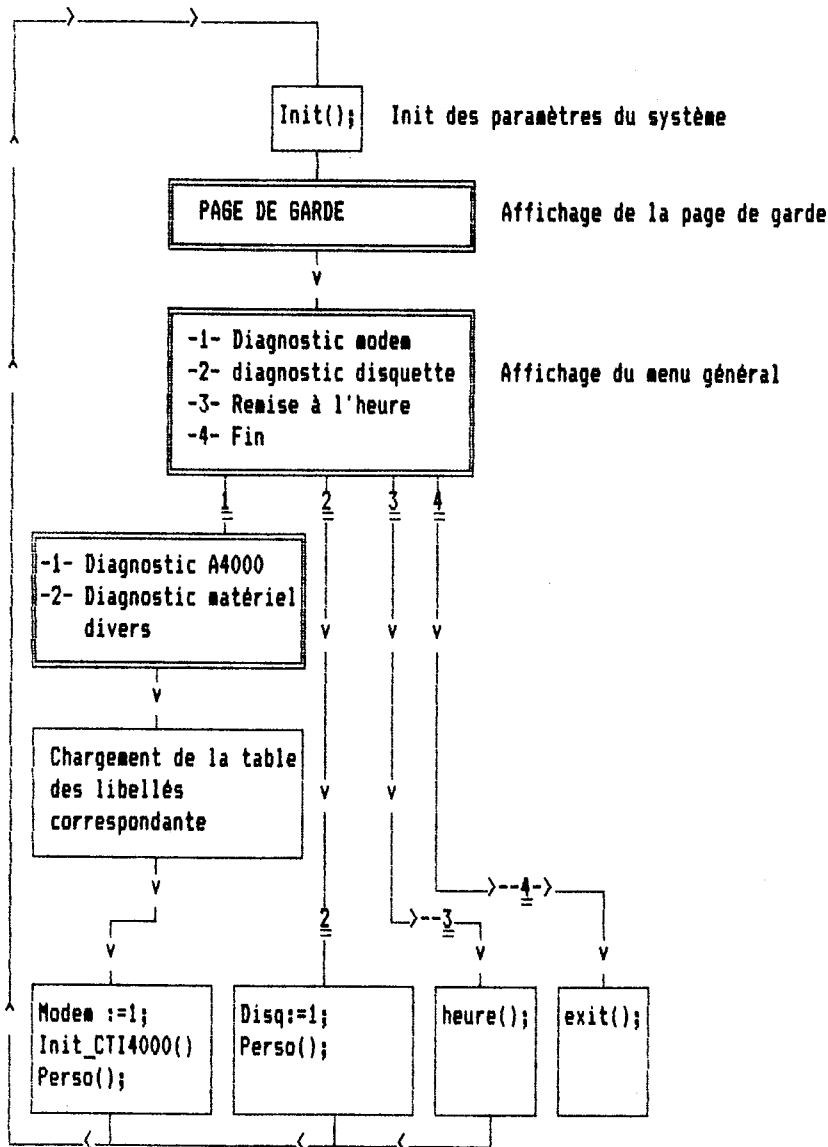 Init();
Init des paramètres du système
PAGE DE GARDE
Affichage de la page de garde
-1- Diagnostic modem
-2- diagnostic disquette
-3- Remise à l'heure
-4- Fin
Affichage du menu général
1 2 3 4
-1- Diagnostic A4000
-2- Diagnostic matériel
divers
Chargement de la table
des libellés
correspondante
4
2
3
Modem :=1;
Init_CTI4000()
Perso();
Disq:=1;
Perso();
heure();
exit();